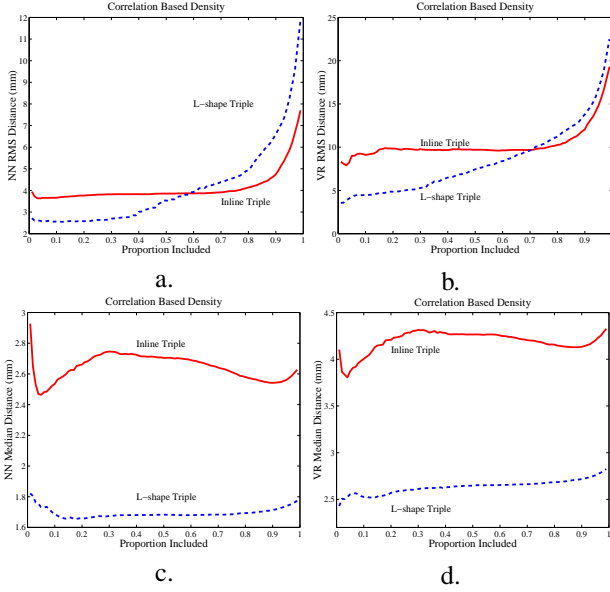 Correlation Based Density
NN RMS Distance (mm)
12
11
10
9
8
7
6
5
4
3
2
L-shape Triple
Inline Triple
0 0.1 0.2 0.3 0.4 0.5 0.6 0.7 0.8 0.9 1
Proportion Included
a.
Correlation Based Density
VR RMS Distance (mm)
25
20
15
10
5
0
Inline Triple
L-shape Triple
0 0.1 0.2 0.3 0.4 0.5 0.6 0.7 0.8 0.9 1
Proportion Included
b.
Correlation Based Density
NN Median Distance (mm)
3
2.8
2.6
2.4
2.2
2
1.8
1.6
Inline Triple
L-shape Triple
0 0.1 0.2 0.3 0.4 0.5 0.6 0.7 0.8 0.9 1
Proportion Included
c.
Correlation Based Density
VR Median Distance (mm)
4.5
4
3.5
3
2.5
Inline Triple
L-shape Triple
0 0.1 0.2 0.3 0.4 0.5 0.6 0.7 0.8 0.9 1
Proportion Included
d.